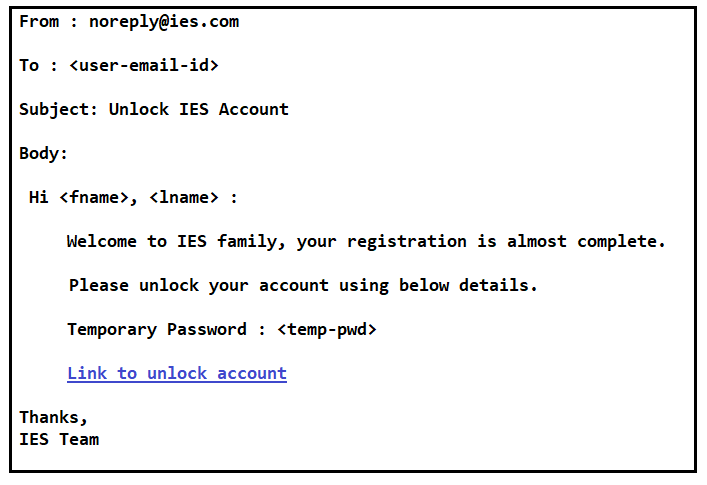 From : noreply@ies.com
To : <user-email-id>
Subject: Unlock IES Account
Body:
Hi <fname>, <lname> :
Welcome to IES family, your registration is almost complete.
Please unlock your account using below details.
Temporary Password : <temp-pwd>
Link to unlock account
Thanks,
IES Team